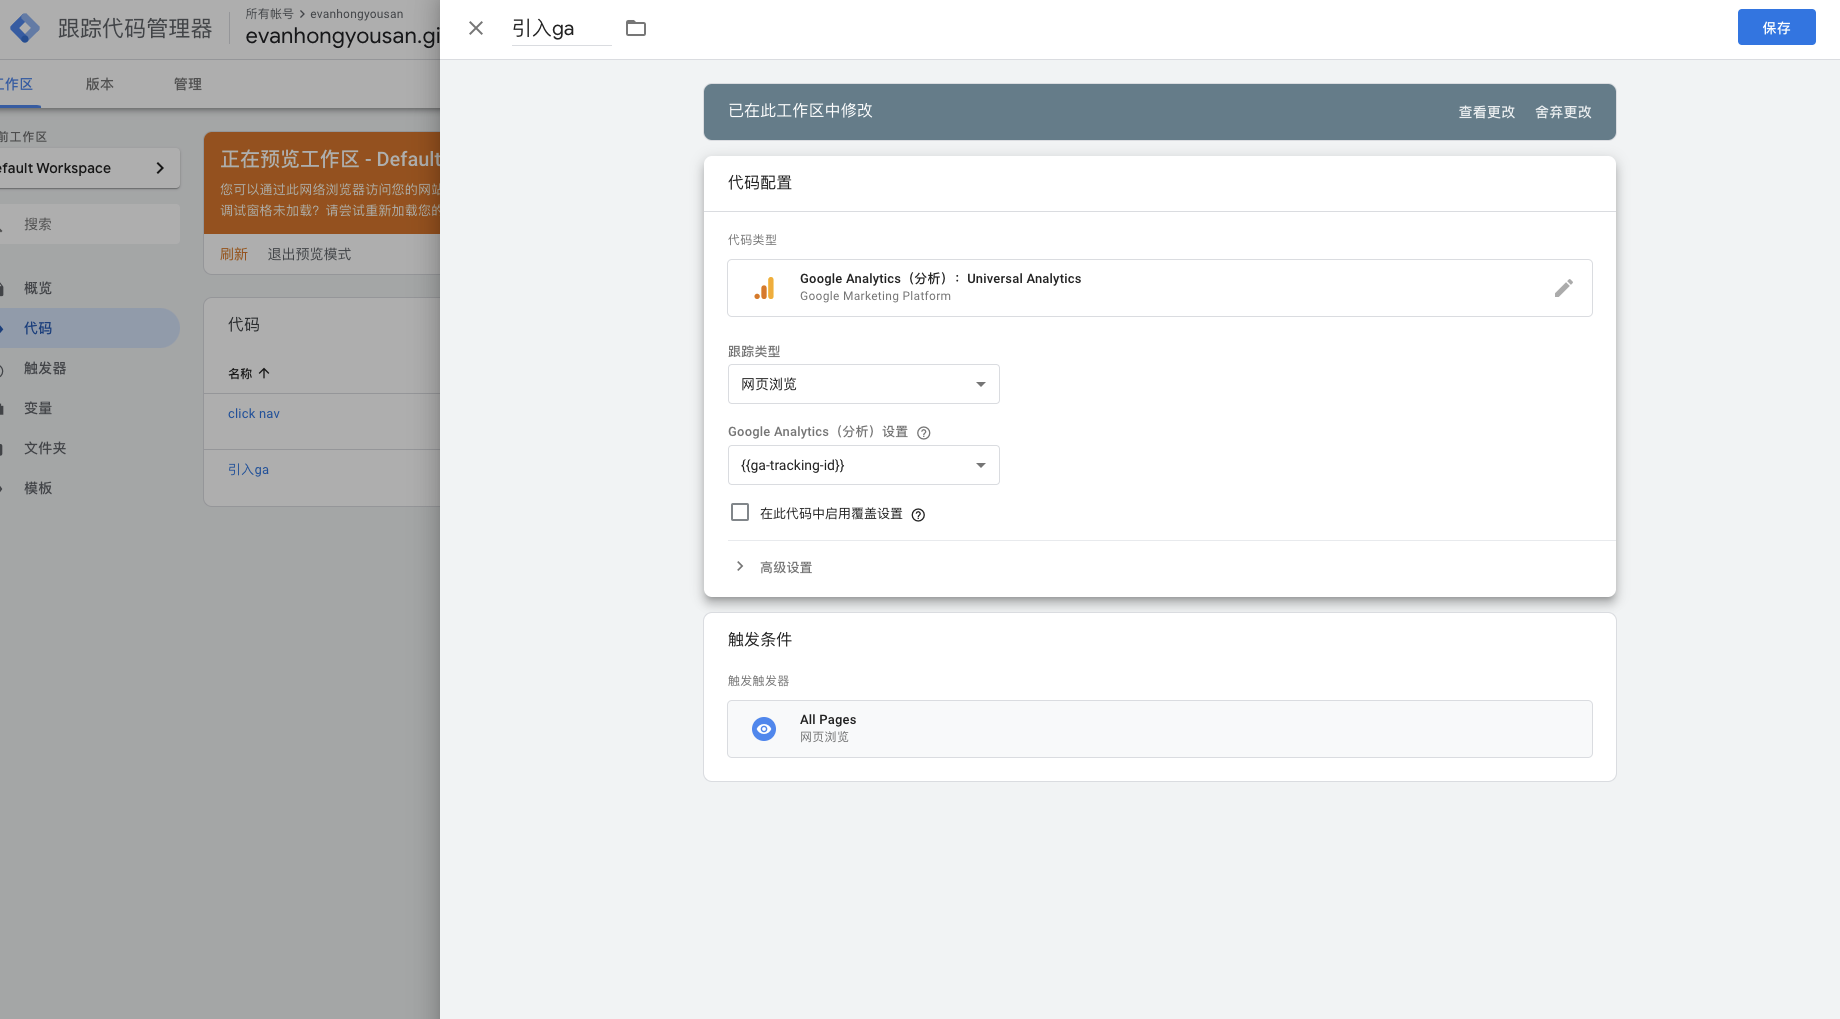 跟踪代码管理器
所有帐号 > evanhongyousan
evanhongyousan.gi
引入ga
保存
工作区
版本
管理
前工作区
efault Workspace
搜索
概览
代码
触发器
变量
文件夹
模板
正在预览工作区 - Default
您可以通过此网络浏览器访问您的网站
调试窗格未加载？请尝试重新加载您的
刷新
退出预览模式
代码
名称
click nav
引入ga
已在此工作区中修改
查看更改
舍弃更改
代码配置
代码类型
Google Analytics（分析）：Universal Analytics
Google Marketing Platform
跟踪类型
网页浏览
Google Analytics（分析）设置
{{ga-tracking-id}}
在此代码中启用覆盖设置
高级设置
触发条件
触发触发器
All Pages
网页浏览